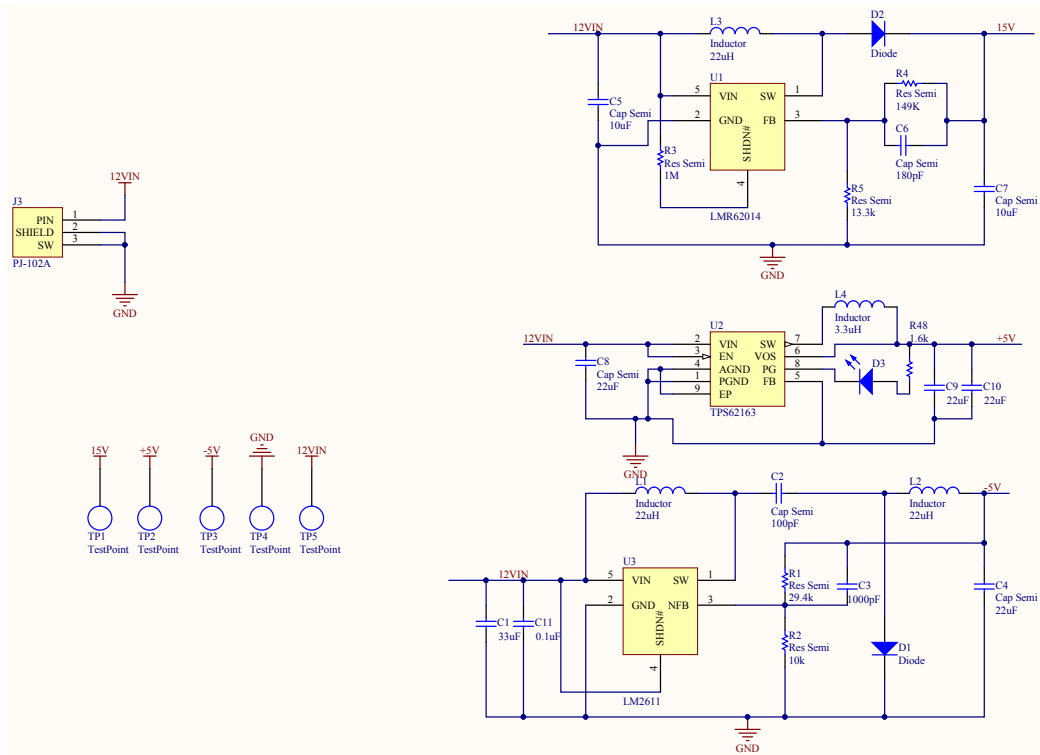 12VIN
J3
PIN
1
SHIELD
2
SW
3
PJ-102A
GND
15V
+5V
-5V
GND
12VIN
TP1
TestPoint
TP2
TestPoint
TP3
TestPoint
TP4
TestPoint
TP5
TestPoint
12VIN
L3
Inductor
22uH
D2
Diode
15V
C5
Cap Semi
10uF
R3
Res Semi
1M
U1
5
VIN
SW
1
2
GND
FB
3
SHDN#
4
LMR62014
R4
Res Semi
149K
C6
Cap Semi
180pF
R5
Res Semi
13.3k
C7
Cap Semi
10uF
GND
12VIN
C8
Cap Semi
22uF
U2
2
VIN
SW
7
3
EN
VOS
6
4
AGND
PG
8
1
PGND
FB
5
9
EP
TPS62163
L4
Inductor
3.3uH
D3
R48
1.6k
+5V
C9
22uF
C10
22uF
GND
12VIN
C1
33uF
C11
0.1uF
L1
Inductor
22uH
U3
5
VIN
SW
1
2
GND
NFB
3
SHDN#
4
LM2611
C2
Cap Semi
100pF
L2
Inductor
22uH
-5V
R1
Res Semi
29.4k
C3
1000pF
R2
Res Semi
10k
D1
Diode
C4
Cap Semi
22uF
GND